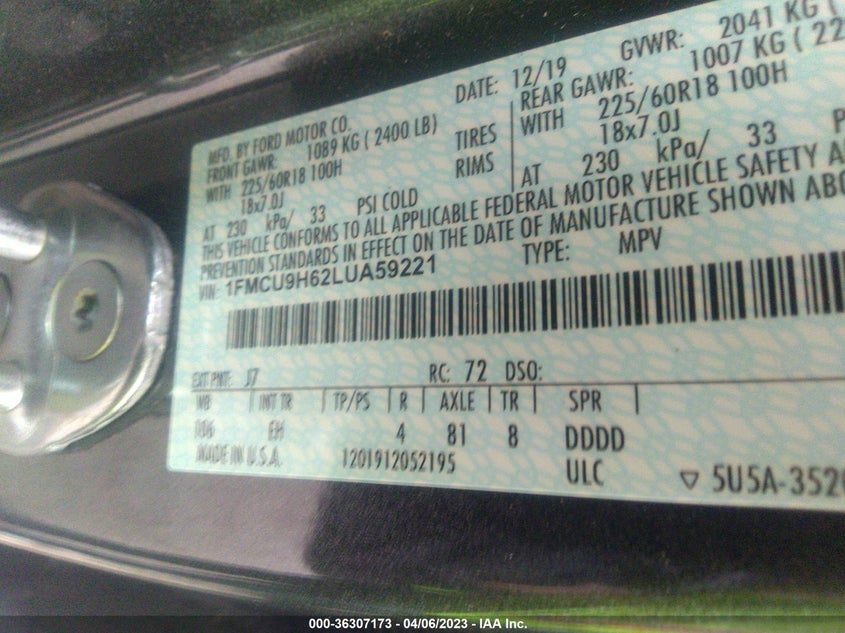 MFD. BY FORD MOTOR CO. DATE: 12/19 GVWR: 2041 KG (
FRONT GAWR: 1089 KG ( 2400 LB) REAR GAWR: 1007 KG ( 22
WITH 225/60R18 100H TIRES WITH 225/60R18 100H
18x7.0J RIMS 18x7.0J
AT 230 kPa/ 33 PSI COLD AT 230 kPa/ 33 P
THIS VEHICLE CONFORMS TO ALL APPLICABLE FEDERAL MOTOR VEHICLE SAFETY A
PREVENTION STANDARDS IN EFFECT ON THE DATE OF MANUFACTURE SHOWN ABO
VIN: 1FMCU9H62LUA59221 TYPE: MPV
EXT PNT: J7 RC: 72 DSO:
WB INT TR TP/PS R AXLE TR SPR
106 EH 4 81 8 DDDD
MADE IN U.S.A. 1201912052195 ULC ▽ 5U5A-3520
000-36307173 - 04/06/2023 - IAA Inc.